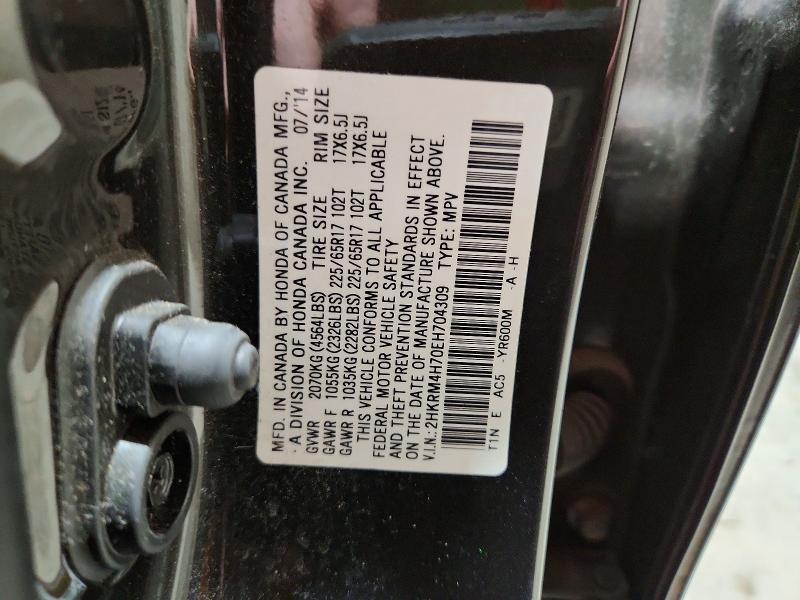 MFD. IN CANADA BY HONDA OF CANADA MFG.,
A DIVISION OF HONDA CANADA INC. 07/'14
GVWR 2070KG (4564LBS) TIRE SIZE RIM SIZE
GAWR F 1055KG (2326LBS) 225/65R17 102T 17X6.5J
GAWR R 1035KG (2282LBS) 225/65R17 102T 17X6.5J
THIS VEHICLE CONFORMS TO ALL APPLICABLE
FEDERAL MOTOR VEHICLE SAFETY
AND THEFT PREVENTION STANDARDS IN EFFECT
ON THE DATE OF MANUFACTURE SHOWN ABOVE.
V.I.N.: 2HKRM4H70EH704309 TYPE: MPV
T1N E AC5 -YR600M -A -H